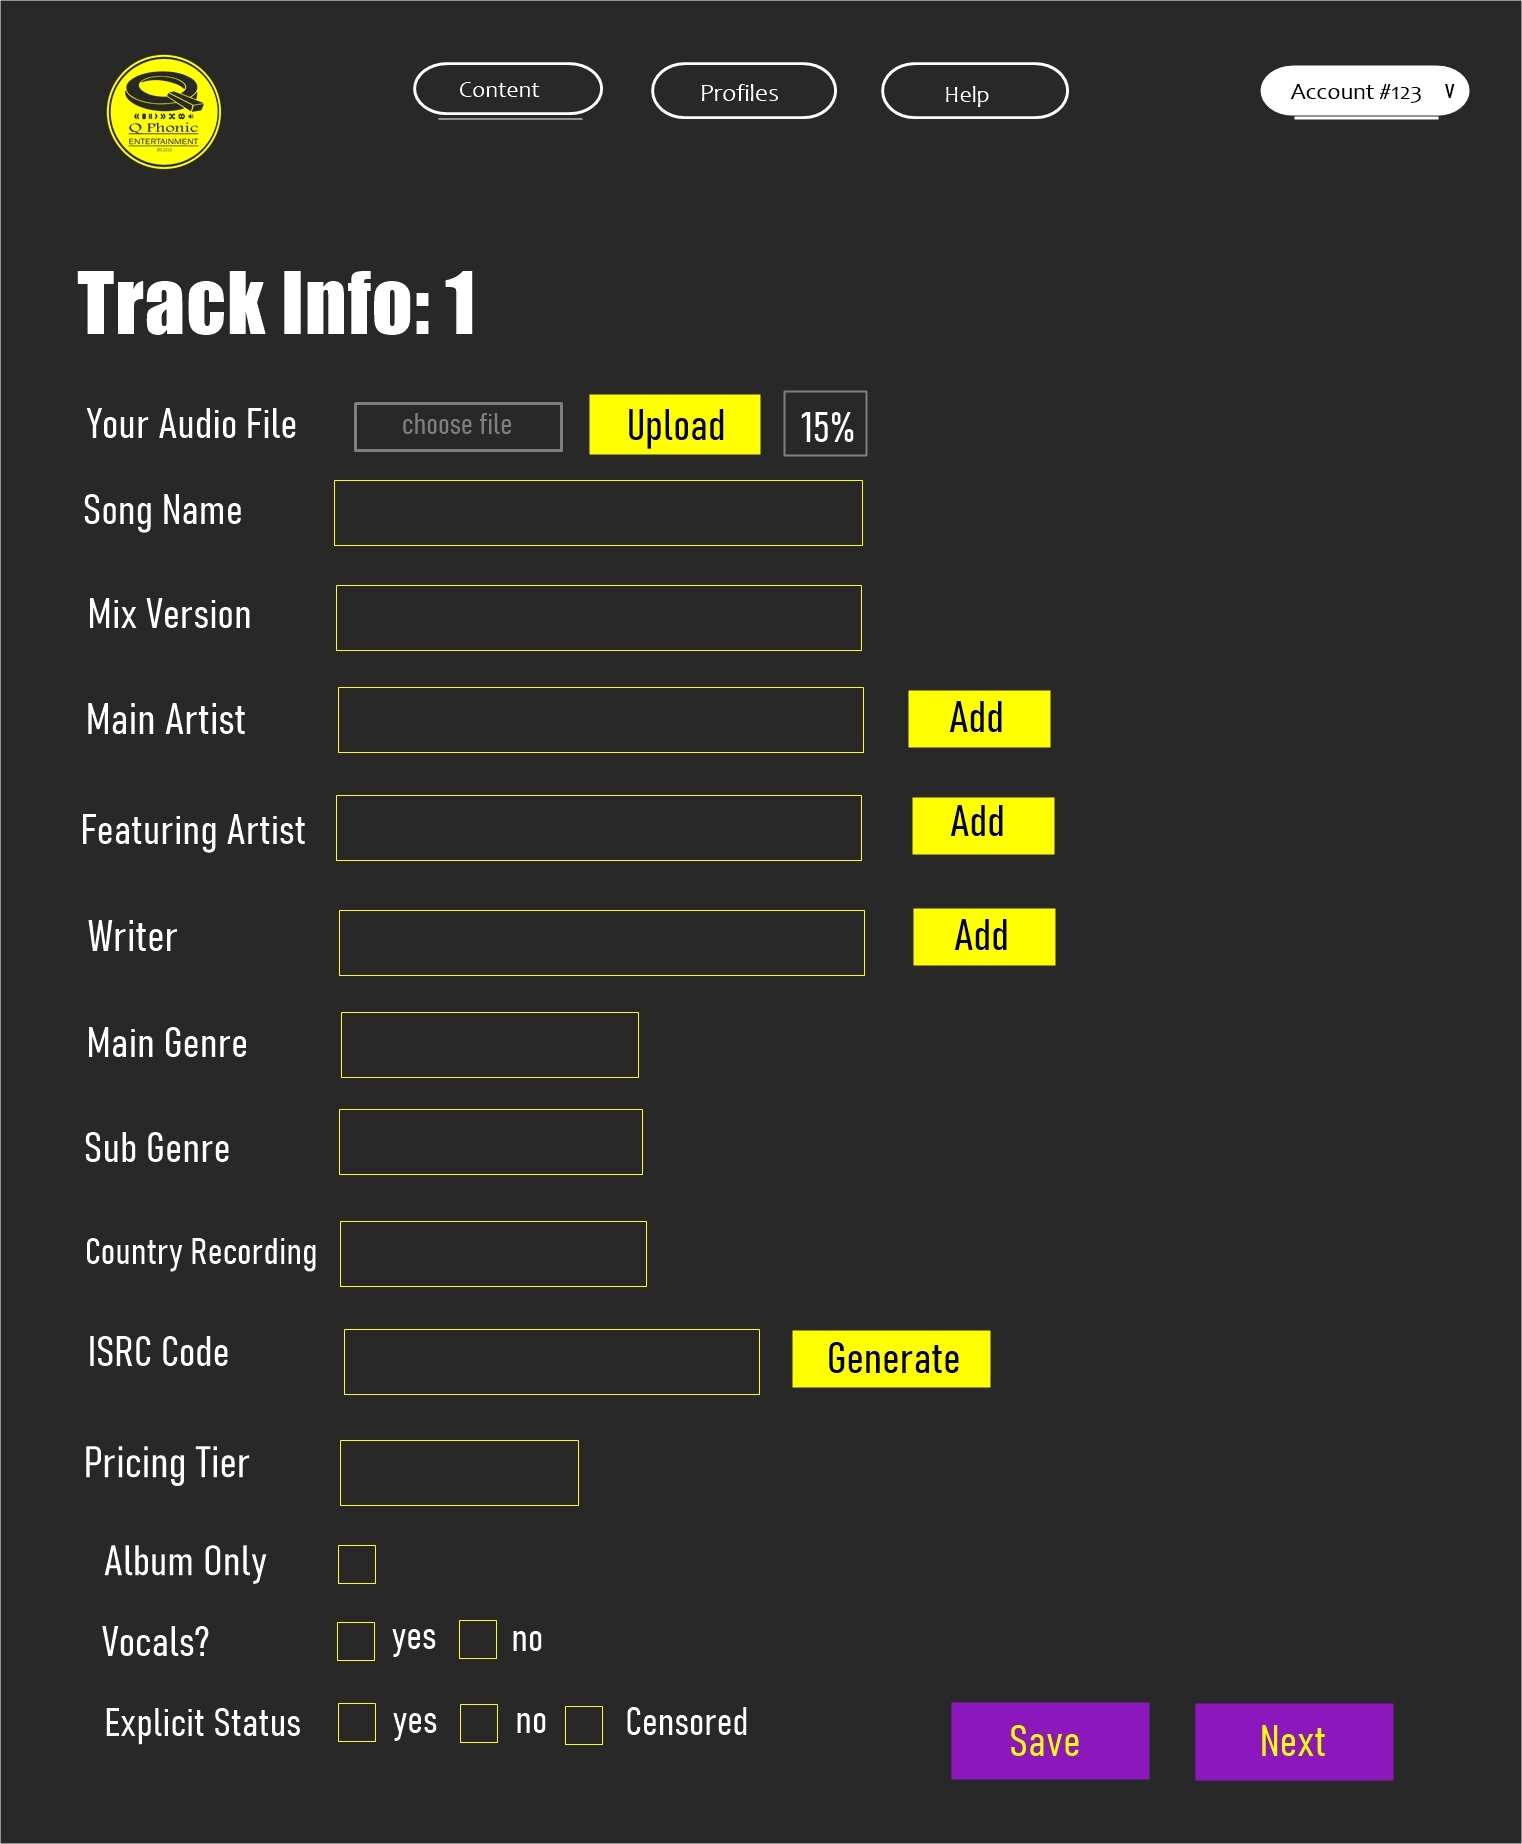 Q Phonic
ENTERTAINMENT
Content
Profiles
Help
Account #123 V
Track Info: 1
Your Audio File choose file Upload 15%
Song Name
Mix Version
Main Artist Add
Featuring Artist Add
Writer Add
Main Genre
Sub Genre
Country Recording
ISRC Code Generate
Pricing Tier
Album Only
Vocals? yes no
Explicit Status yes no Censored
Save Next